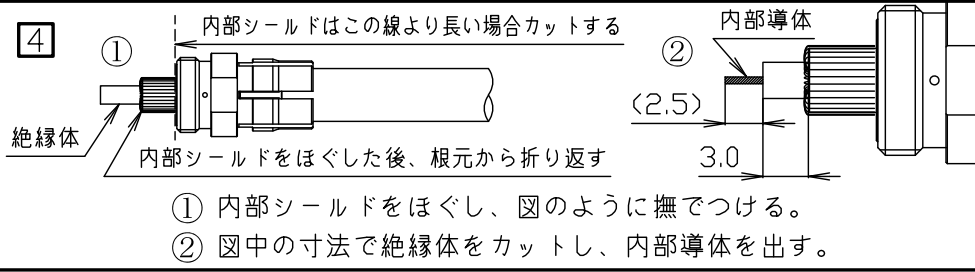 4
①
内部シールドはこの線より長い場合カットする
絶縁体
内部シールドをほぐした後、根元から折り返す
②
内部導体
(2.5)
3.0
① 内部シールドをほぐし、図のように撫でつける。
② 図中の寸法で絶縁体をカットし、内部導体を出す。